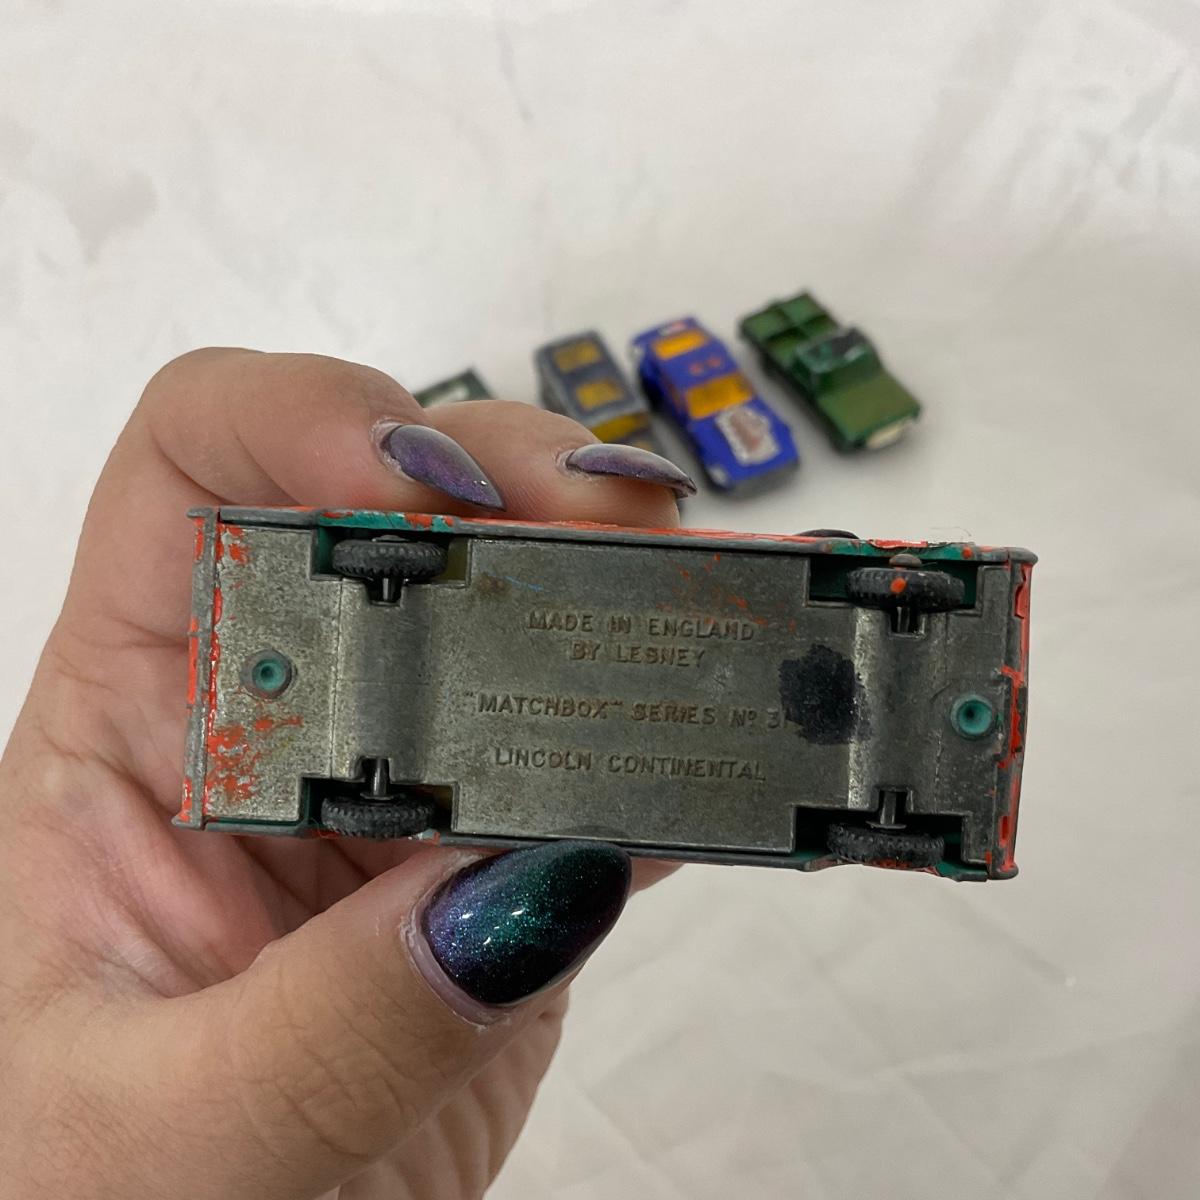 MADE IN ENGLAND
BY LESNEY
"MATCHBOX" SERIES Nº 31
LINCOLN CONTINENTAL